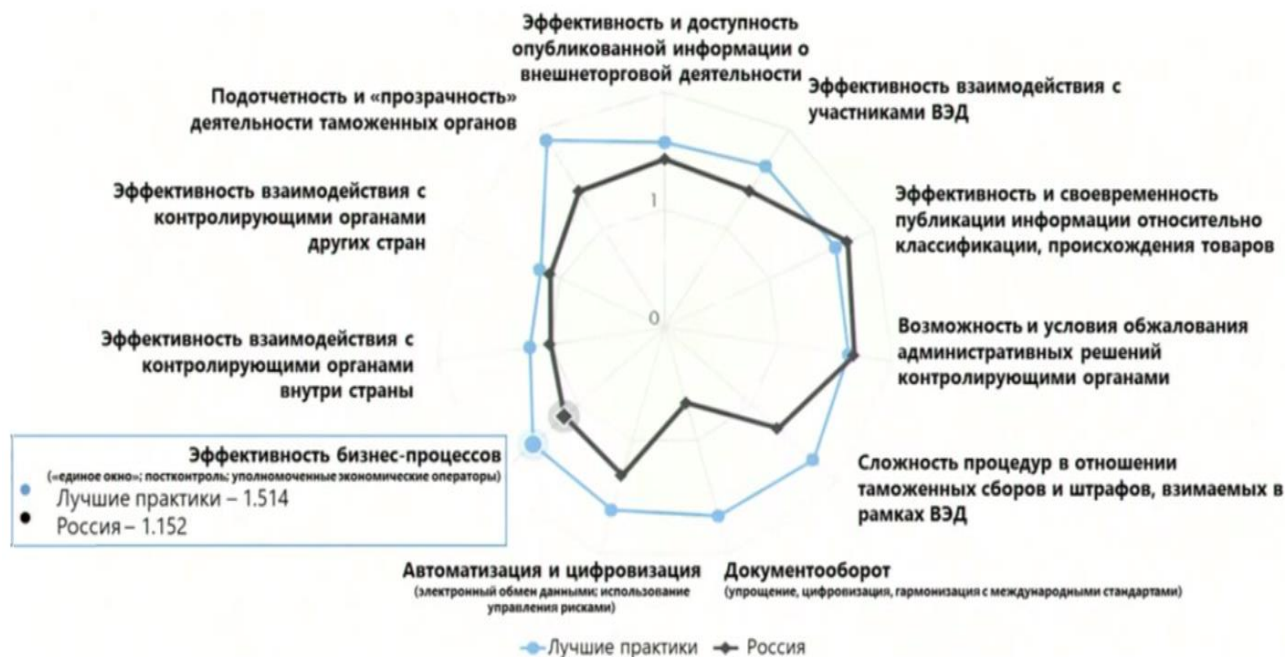 Эффективность и доступность
опубликованной информации о
внешнеторговой деятельности
Эффективность взаимодействия с
участниками ВЭД
Эффективность и своевременность
публикации информации относительно
классификации, происхождения товаров
Возможность и условия обжалования
административных решений
контролирующими органами
Сложность процедур в отношении
таможенных сборов и штрафов, взимаемых в
рамках ВЭД
Документооборот
(упрощение, цифровизация, гармонизация с международными стандартами)
Автоматизация и цифровизация
(электронный обмен данными; использование
управления рисками)
Эффективность бизнес-процессов
(«единое окно»; постконтроль; уполномоченные экономические операторы)
Лучшие практики – 1.514
Россия – 1.152
Эффективность взаимодействия с
контролирующими органами
внутри страны
Эффективность взаимодействия с
контролирующими органами
других стран
Подотчетность и «прозрачность»
деятельности таможенных органов
1
0
Лучшие практики Россия